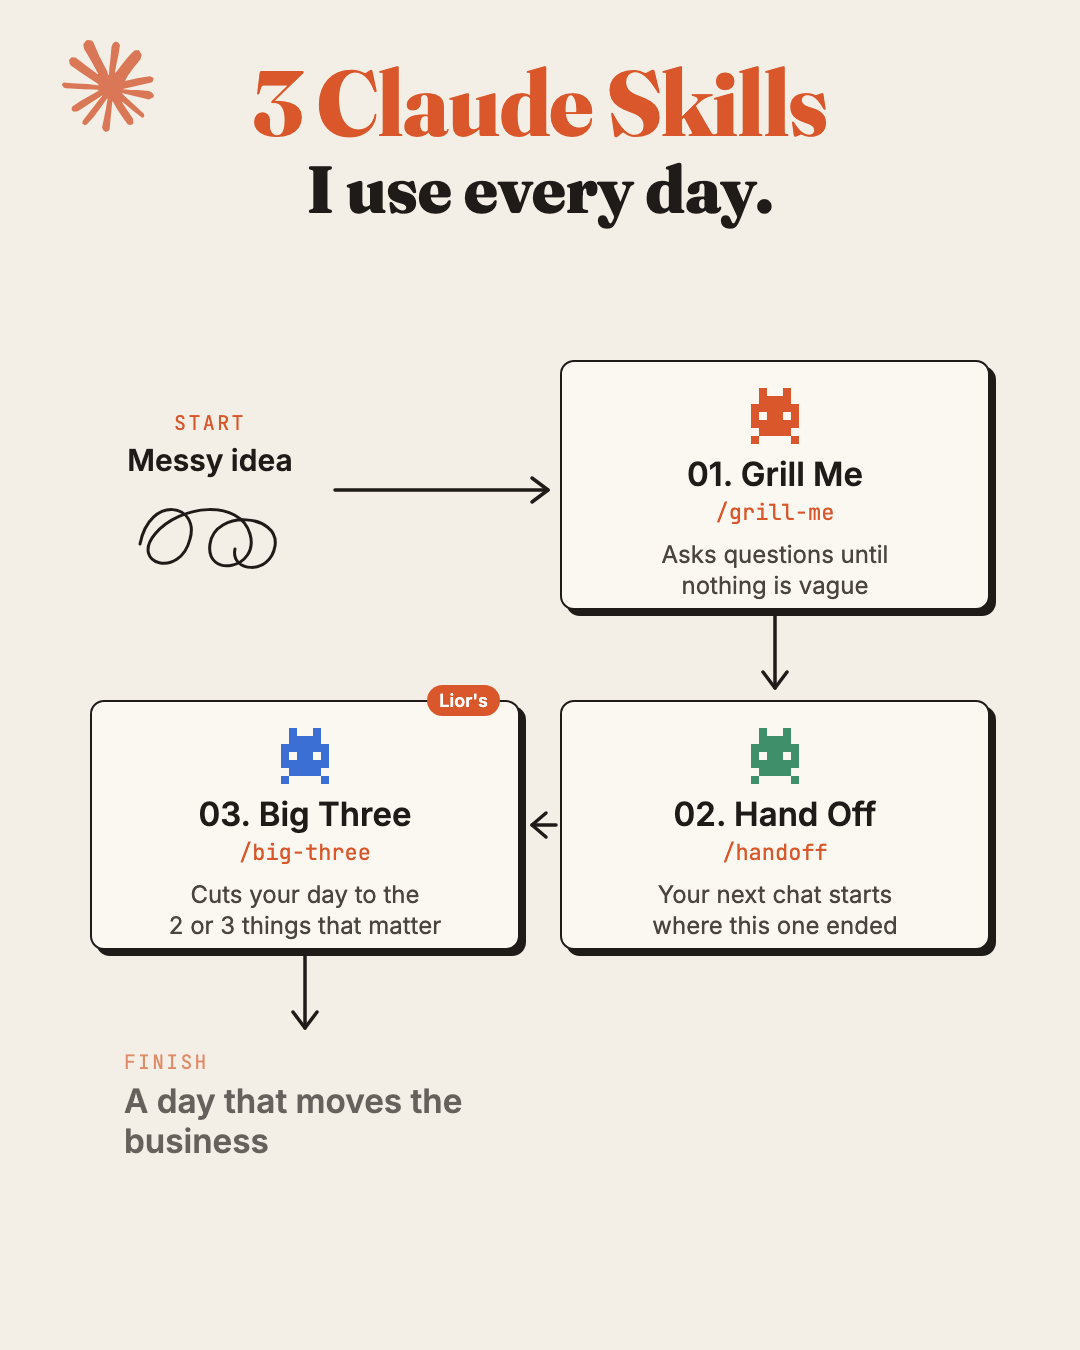 3 Claude Skills
I use every day.
START
Messy idea
01. Grill Me
/grill-me
Asks questions until
nothing is vague
02. Hand Off
/handoff
Your next chat starts
where this one ended
Lior's
03. Big Three
/big-three
Cuts your day to the
2 or 3 things that matter
FINISH
A day that moves the
business